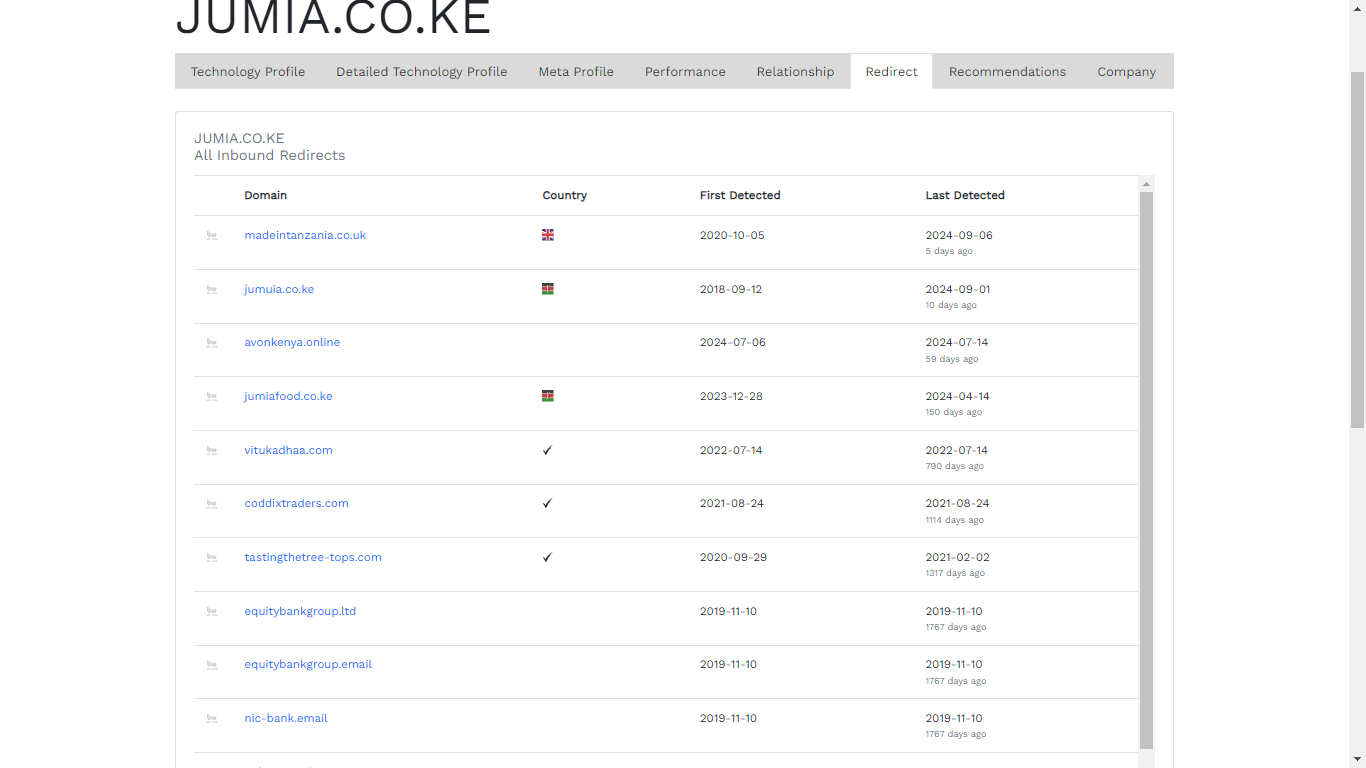 JUMIA.CO.KE
Technology Profile Detailed Technology Profile Meta Profile Performance Relationship Redirect Recommendations Company
JUMIA.CO.KE
All Inbound Redirects
Domain Country First Detected Last Detected
madeintanzania.co.uk 2020-10-05 2024-09-06
5 days ago
jumuia.co.ke 2018-09-12 2024-09-01
10 days ago
avonkenya.online 2024-07-06 2024-07-14
59 days ago
jumiafood.co.ke 2023-12-28 2024-04-14
150 days ago
vitukadhaa.com 2022-07-14 2022-07-14
790 days ago
coddixtraders.com 2021-08-24 2021-08-24
1114 days ago
tastingthetree-tops.com 2020-09-29 2021-02-02
1317 days ago
equitybankgroup.ltd 2019-11-10 2019-11-10
1767 days ago
equitybankgroup.email 2019-11-10 2019-11-10
1767 days ago
nic-bank.email 2019-11-10 2019-11-10
1767 days ago